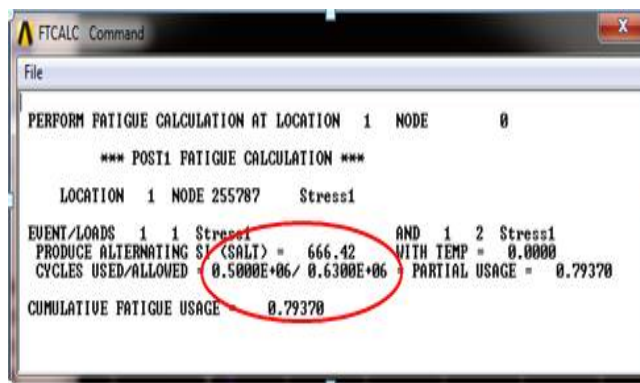 FTCALC Command
File
PERFORM FATIGUE CALCULATION AT LOCATION 1 NODE 0
*** POST1 FATIGUE CALCULATION ***
LOCATION 1 NODE 255787 Stress1
EVENT/LOADS 1 1 Stress1 AND 1 2 Stress1
PRODUCE ALTERNATING SI (SALT) = 666.42 WITH TEMP = 0.0000
CYCLES USED/ALLOWED = 0.5000E+06/ 0.6300E+06 = PARTIAL USAGE = 0.79370
CUMULATIVE FATIGUE USAGE = 0.79370